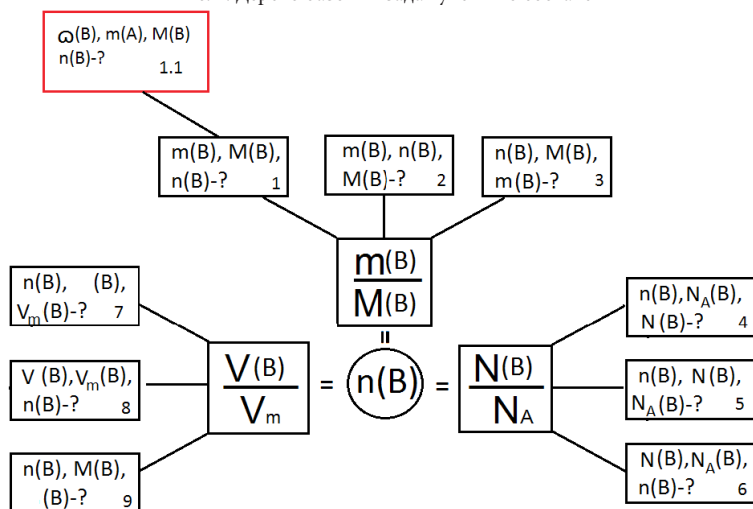 ω(B), m(A), M(B)
n(B)-? 1.1
m(B), M(B),
n(B)-? 1
m(B), n(B),
M(B)-? 2
n(B), M(B),
m(B)-? 3
m(B)
M(B)
=
n(B), (B),
Vm(B)-? 7
V (B),Vm(B),
n(B)-? 8
n(B), M(B),
(B)-? 9
V(B)
Vm
=
n(B)
=
N(B)
NA
n(B),NA(B),
N(B)-? 4
n(B), N(B),
NA(B)-? 5
N(B),NA(B),
n(B)-? 6